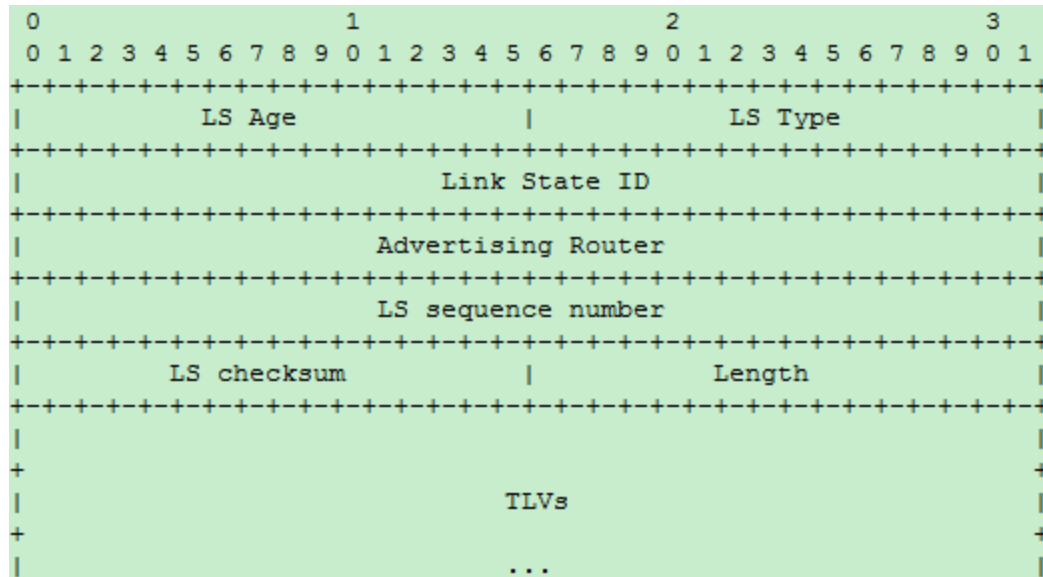 0                   1                   2                   3
 0 1 2 3 4 5 6 7 8 9 0 1 2 3 4 5 6 7 8 9 0 1 2 3 4 5 6 7 8 9 0 1
+-+-+-+-+-+-+-+-+-+-+-+-+-+-+-+-+-+-+-+-+-+-+-+-+-+-+-+-+-+-+-+-+
|           LS Age              |            LS Type            |
+-+-+-+-+-+-+-+-+-+-+-+-+-+-+-+-+-+-+-+-+-+-+-+-+-+-+-+-+-+-+-+-+
|                          Link State ID                        |
+-+-+-+-+-+-+-+-+-+-+-+-+-+-+-+-+-+-+-+-+-+-+-+-+-+-+-+-+-+-+-+-+
|                      Advertising Router                       |
+-+-+-+-+-+-+-+-+-+-+-+-+-+-+-+-+-+-+-+-+-+-+-+-+-+-+-+-+-+-+-+-+
|                      LS sequence number                       |
+-+-+-+-+-+-+-+-+-+-+-+-+-+-+-+-+-+-+-+-+-+-+-+-+-+-+-+-+-+-+-+-+
|         LS checksum           |           Length              |
+-+-+-+-+-+-+-+-+-+-+-+-+-+-+-+-+-+-+-+-+-+-+-+-+-+-+-+-+-+-+-+-+
|                                                               |
+                                                               +
|                              TLVs                             |
+                                                               +
|                              ...                              |